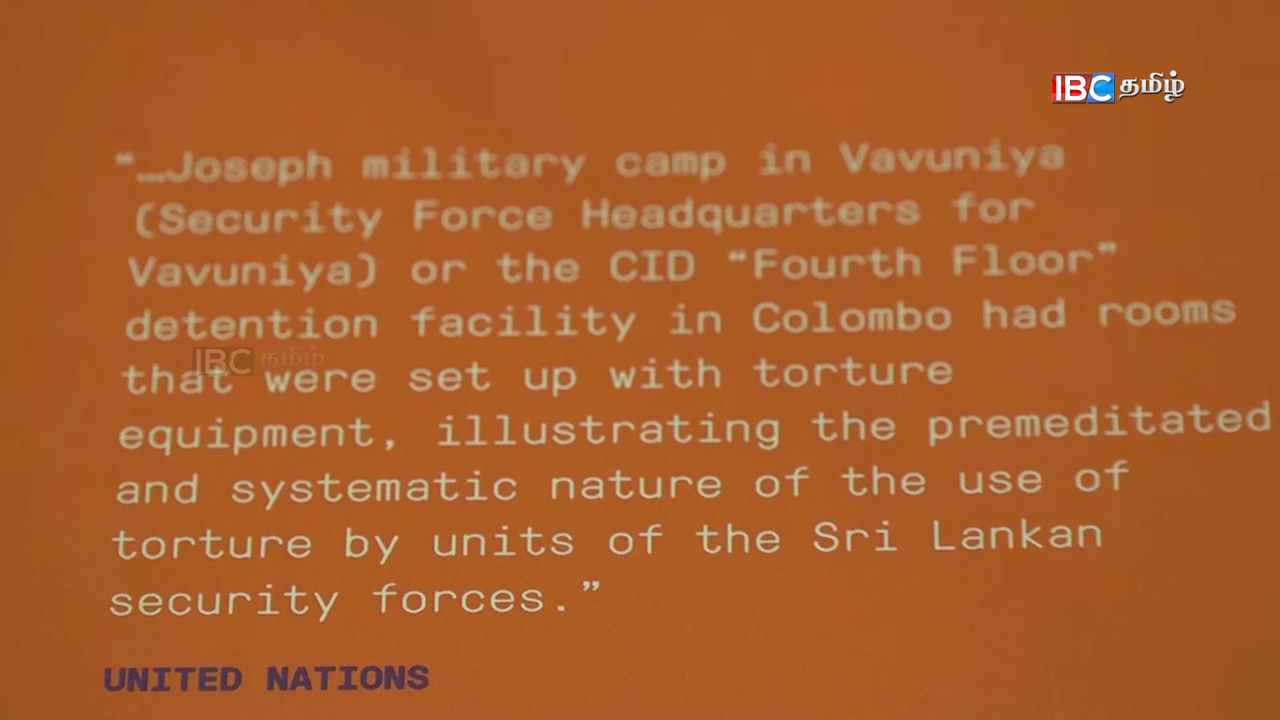 IBC தமிழ்
“…Joseph military camp in Vavuniya
(Security Force Headquarters for
Vavuniya) or the CID “Fourth Floor”
detention facility in Colombo had rooms
that were set up with torture
equipment, illustrating the premeditated
and systematic nature of the use of
torture by units of the Sri Lankan
security forces.”
UNITED NATIONS
IBC தமிழ்